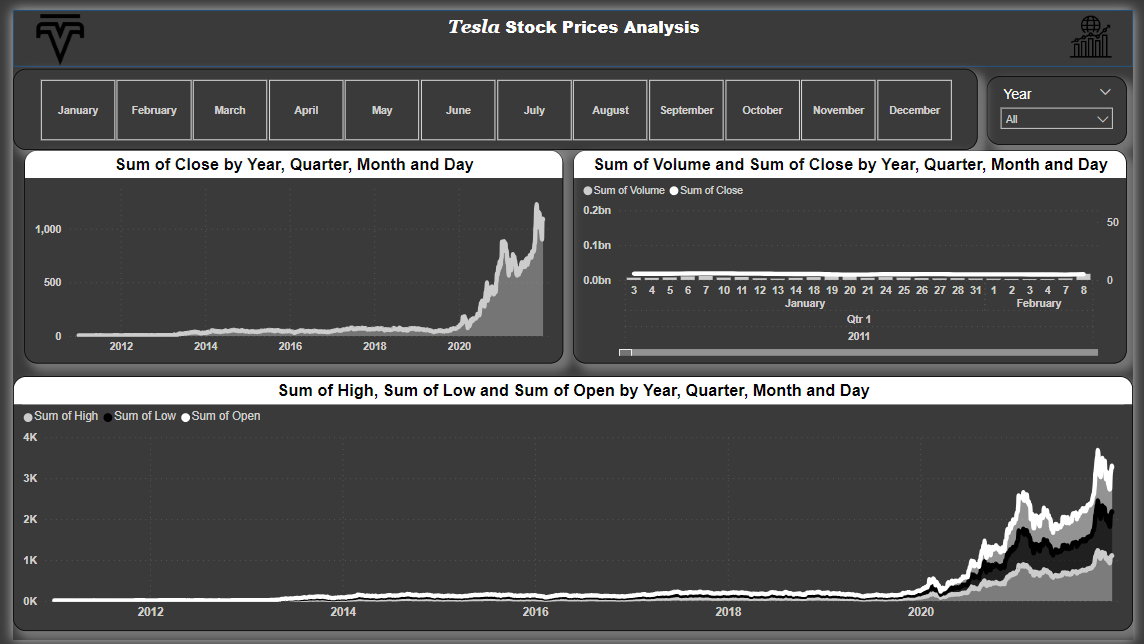 Tesla Stock Prices Analysis
January February March April May June July August September October November December
Year
All
Sum of Close by Year, Quarter, Month and Day
1,000
500
0
2012 2014 2016 2018 2020
Sum of Volume and Sum of Close by Year, Quarter, Month and Day
Sum of Volume Sum of Close
0.2bn
50
0.1bn
0.0bn 0
3 4 5 6 7 10 11 12 13 14 18 19 20 21 24 25 26 27 28 31 1 2 3 4 7 8
January February
Qtr 1
2011
Sum of High, Sum of Low and Sum of Open by Year, Quarter, Month and Day
Sum of High Sum of Low Sum of Open
4K
3K
2K
1K
0K
2012 2014 2016 2018 2020